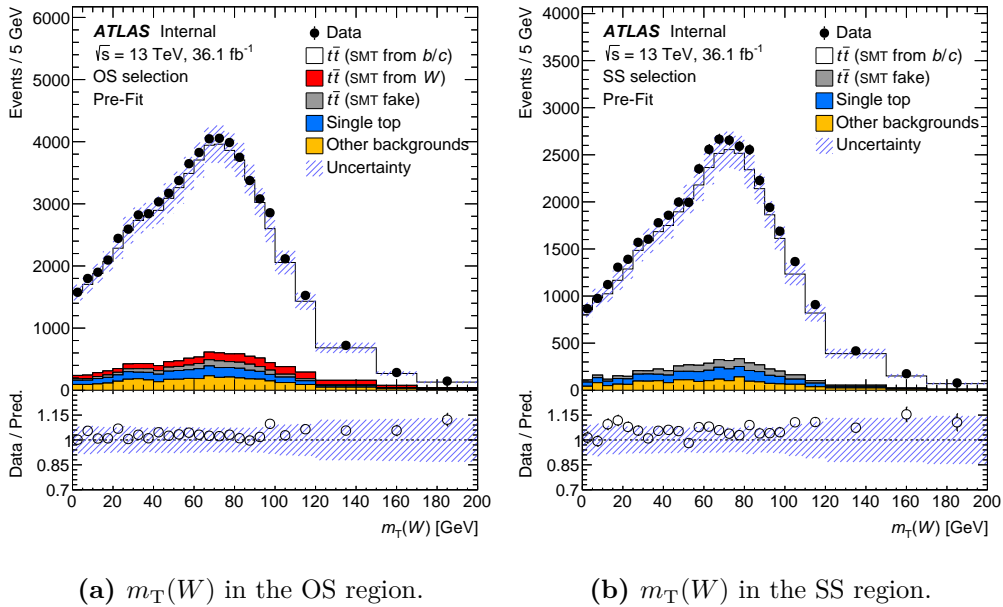 Events / 5 GeV
6000
5000
4000
3000
2000
1000
0
ATLAS Internal
√s = 13 TeV, 36.1 fb-1
OS selection
Pre-Fit
Data
tt̄ (SMT from b/c)
tt̄ (SMT from W)
tt̄ (SMT fake)
Single top
Other backgrounds
Uncertainty
Data / Pred.
1.15
1
0.85
0.7
0 20 40 60 80 100 120 140 160 180 200
mT(W) [GeV]
(a) mT(W) in the OS region.
Events / 5 GeV
4000
3500
3000
2500
2000
1500
1000
500
0
ATLAS Internal
√s = 13 TeV, 36.1 fb-1
SS selection
Pre-Fit
Data
tt̄ (SMT from b/c)
tt̄ (SMT fake)
Single top
Other backgrounds
Uncertainty
Data / Pred.
1.15
1
0.85
0.7
0 20 40 60 80 100 120 140 160 180 200
mT(W) [GeV]
(b) mT(W) in the SS region.